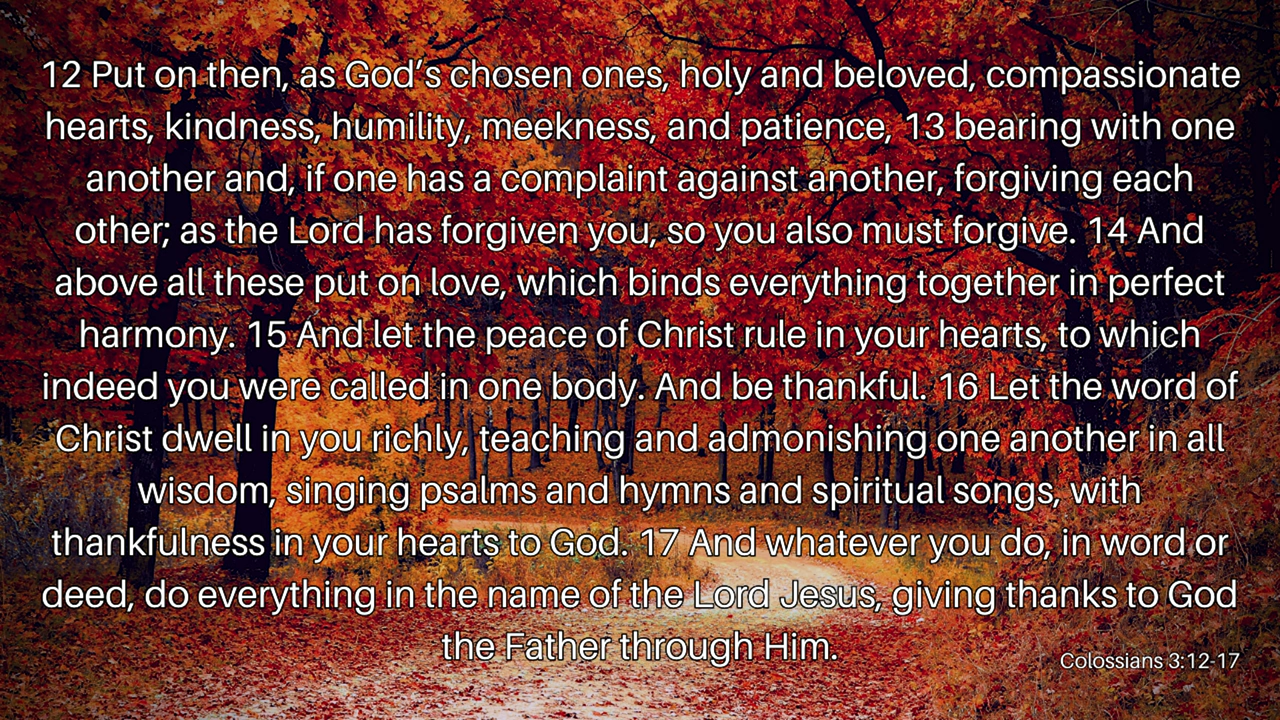 12 Put on then, as God’s chosen ones, holy and beloved, compassionate
hearts, kindness, humility, meekness, and patience, 13 bearing with one
another and, if one has a complaint against another, forgiving each
other; as the Lord has forgiven you, so you also must forgive. 14 And
above all these put on love, which binds everything together in perfect
harmony. 15 And let the peace of Christ rule in your hearts, to which
indeed you were called in one body. And be thankful. 16 Let the word of
Christ dwell in you richly, teaching and admonishing one another in all
wisdom, singing psalms and hymns and spiritual songs, with
thankfulness in your hearts to God. 17 And whatever you do, in word or
deed, do everything in the name of the Lord Jesus, giving thanks to God
the Father through Him.
Colossians 3:12-17